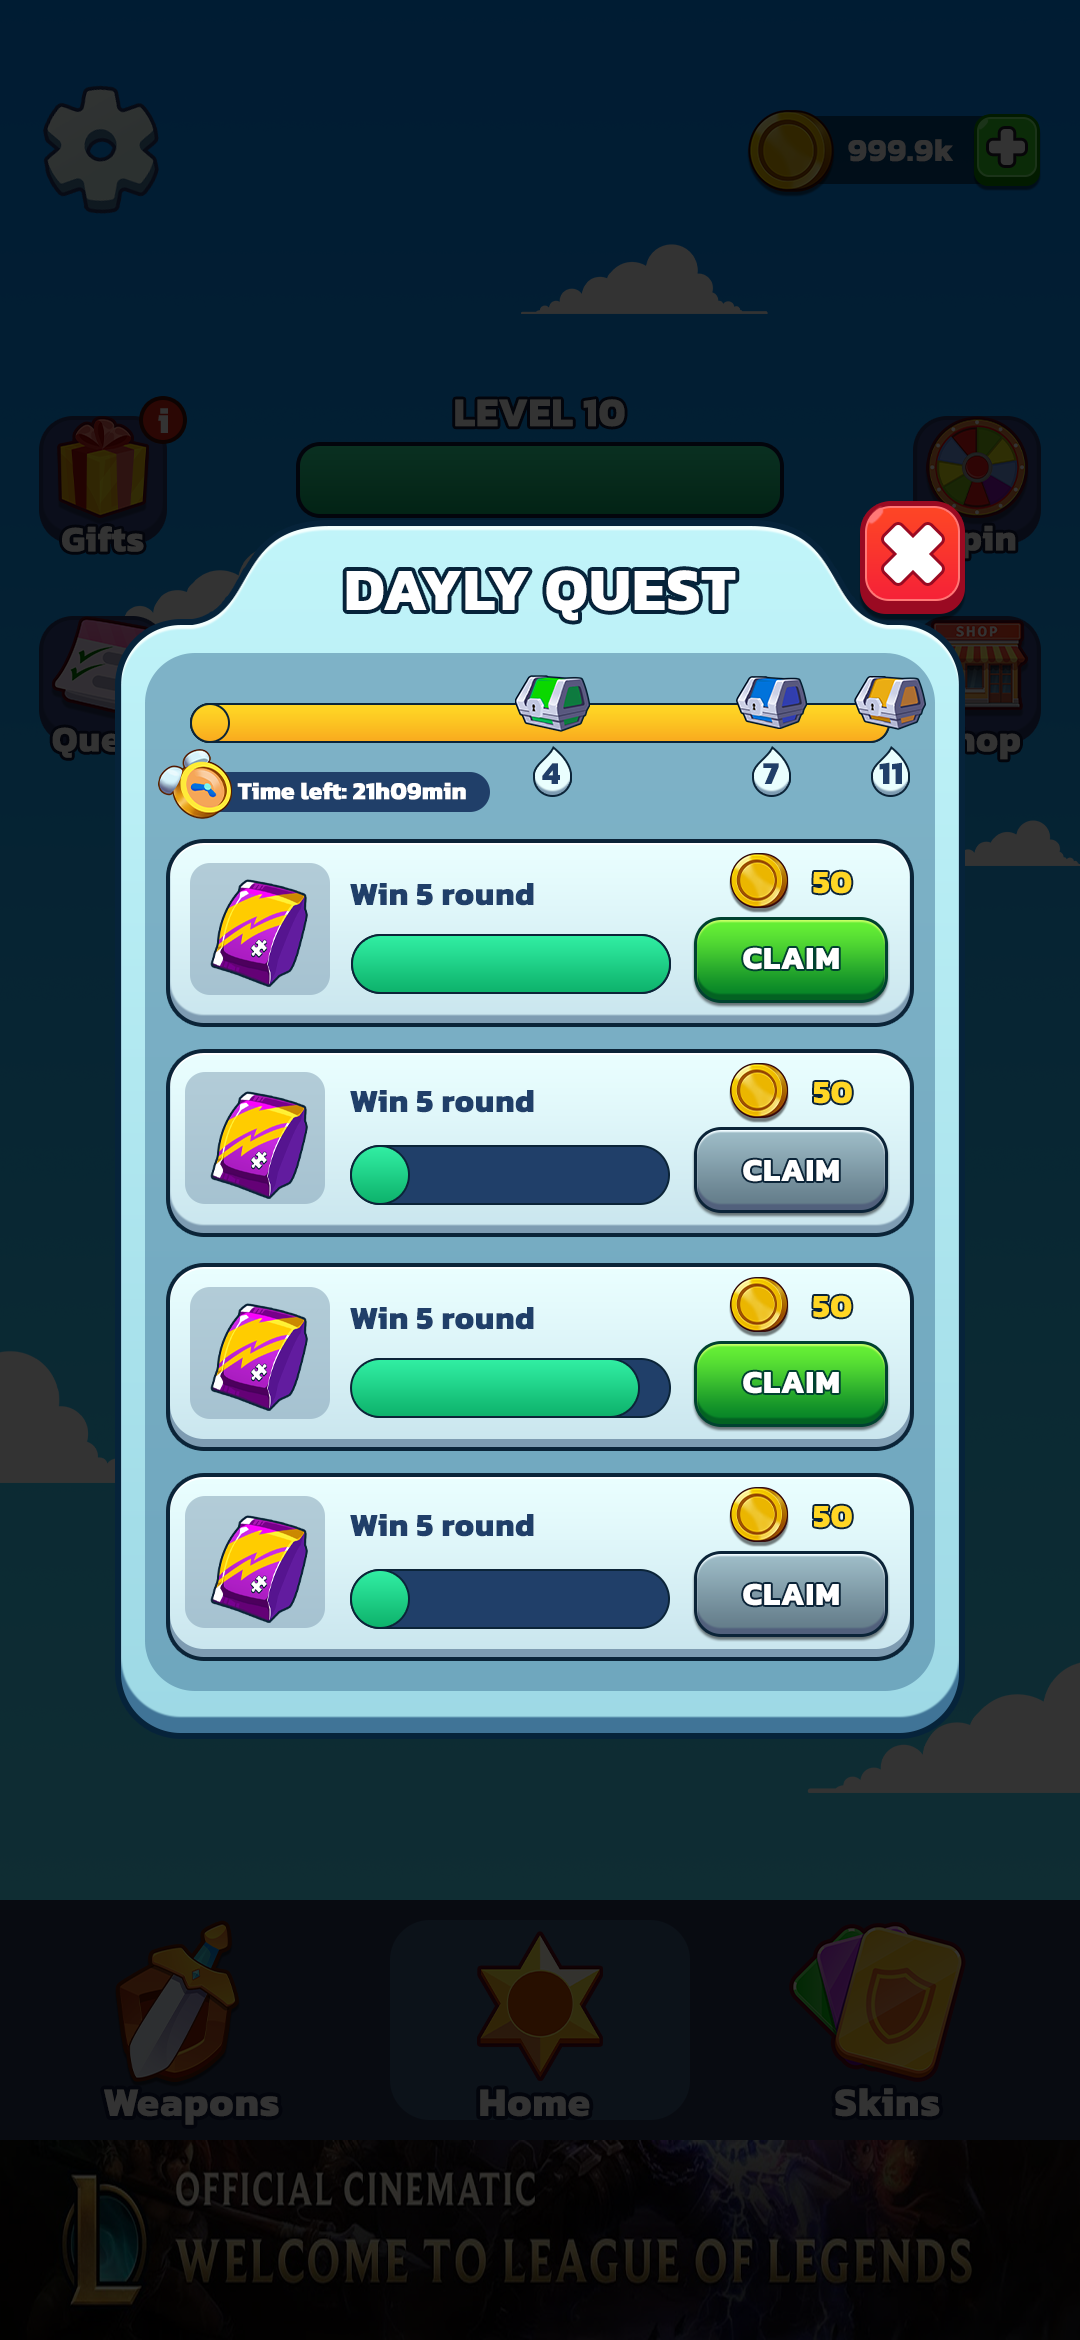 999.9k
LEVEL 10
i
Gifts
pin
DAYLY QUEST
SHOP
Que
hop
4
7
11
Time left: 21h09min
Win 5 round
50
CLAIM
Win 5 round
50
CLAIM
Win 5 round
50
CLAIM
Win 5 round
50
CLAIM
Weapons
Home
Skins
OFFICIAL CINEMATIC
WELCOME TO LEAGUE OF LEGENDS